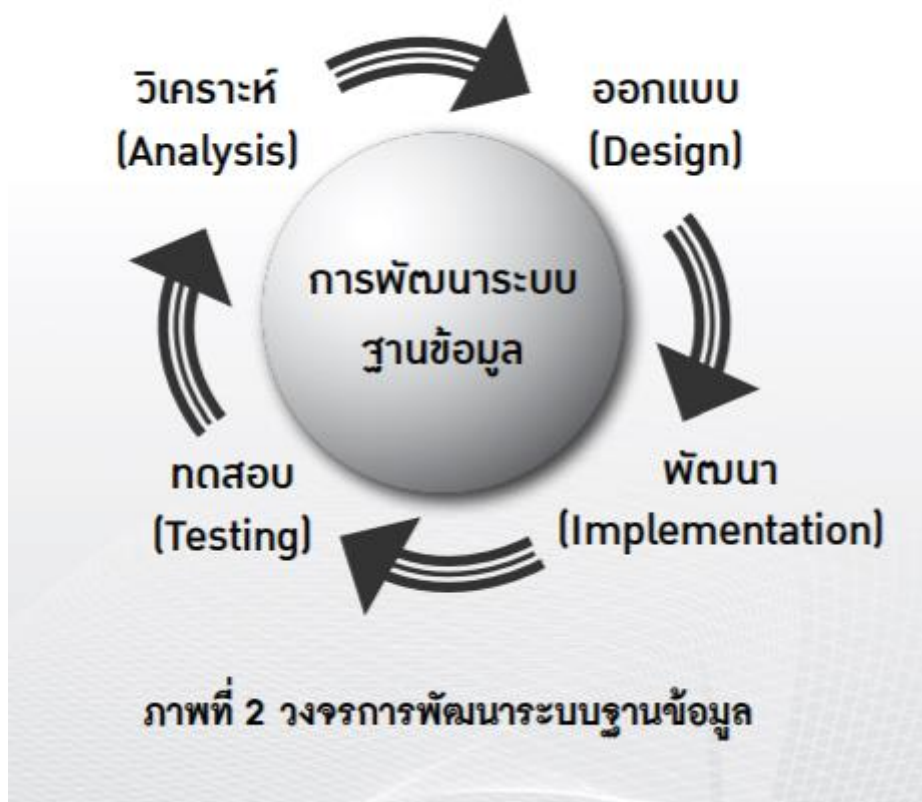 วิเคราะห์
(Analysis)
ออกแบบ
(Design)
การพัฒนาระบบ
ฐานข้อมูล
ทดสอบ
(Testing)
พัฒนา
(Implementation)
ภาพที่ 2 วงจรการพัฒนาระบบฐานข้อมูล